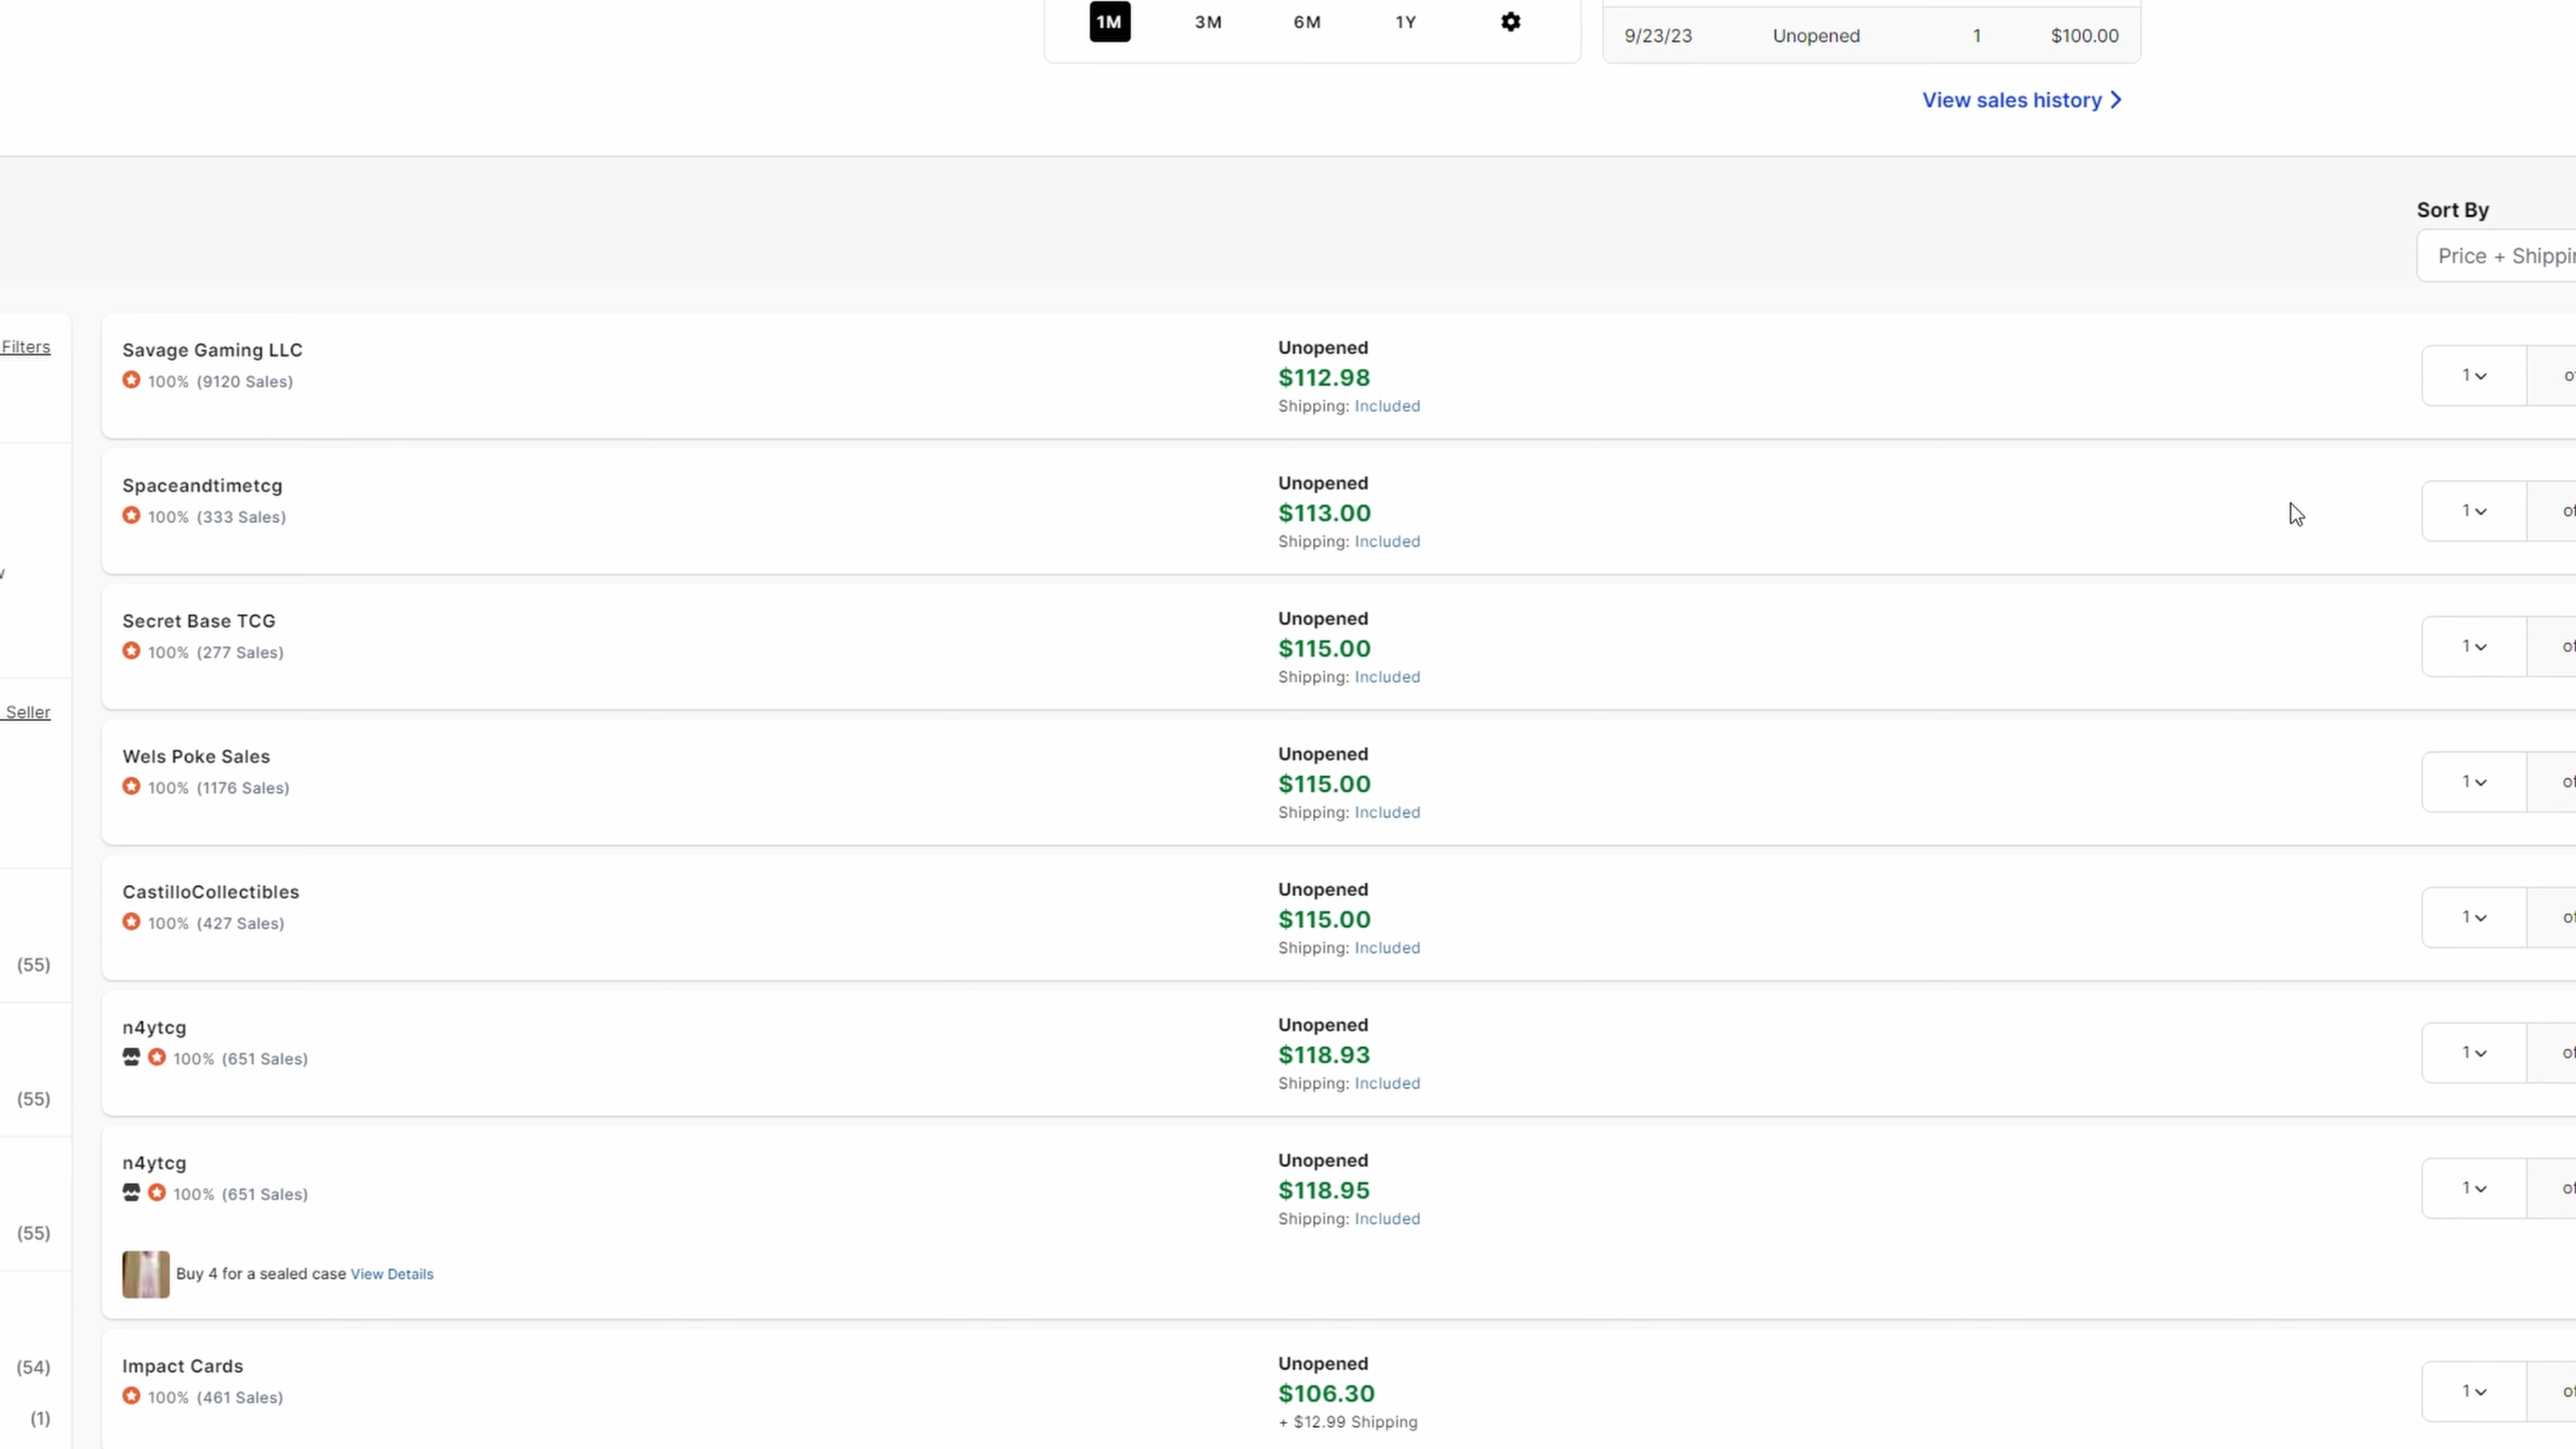 1M 3M 6M 1Y
9/23/23 Unopened 1 $100.00
View sales history
Sort By
Price + Shippin
Filters
Savage Gaming LLC
100% (9120 Sales)
Unopened
$112.98
Shipping: Included
1
Spaceandtimetcg
100% (333 Sales)
Unopened
$113.00
Shipping: Included
1
Secret Base TCG
100% (277 Sales)
Unopened
$115.00
Shipping: Included
1
Seller
Wels Poke Sales
100% (1176 Sales)
Unopened
$115.00
Shipping: Included
1
CastilloCollectibles
100% (427 Sales)
Unopened
$115.00
Shipping: Included
1
(55)
n4ytcg
100% (651 Sales)
Unopened
$118.93
Shipping: Included
1
(55)
n4ytcg
100% (651 Sales)
Unopened
$118.95
Shipping: Included
1
(55)
Buy 4 for a sealed case View Details
Impact Cards
100% (461 Sales)
Unopened
$106.30
+ $12.99 Shipping
1
(54)
(1)